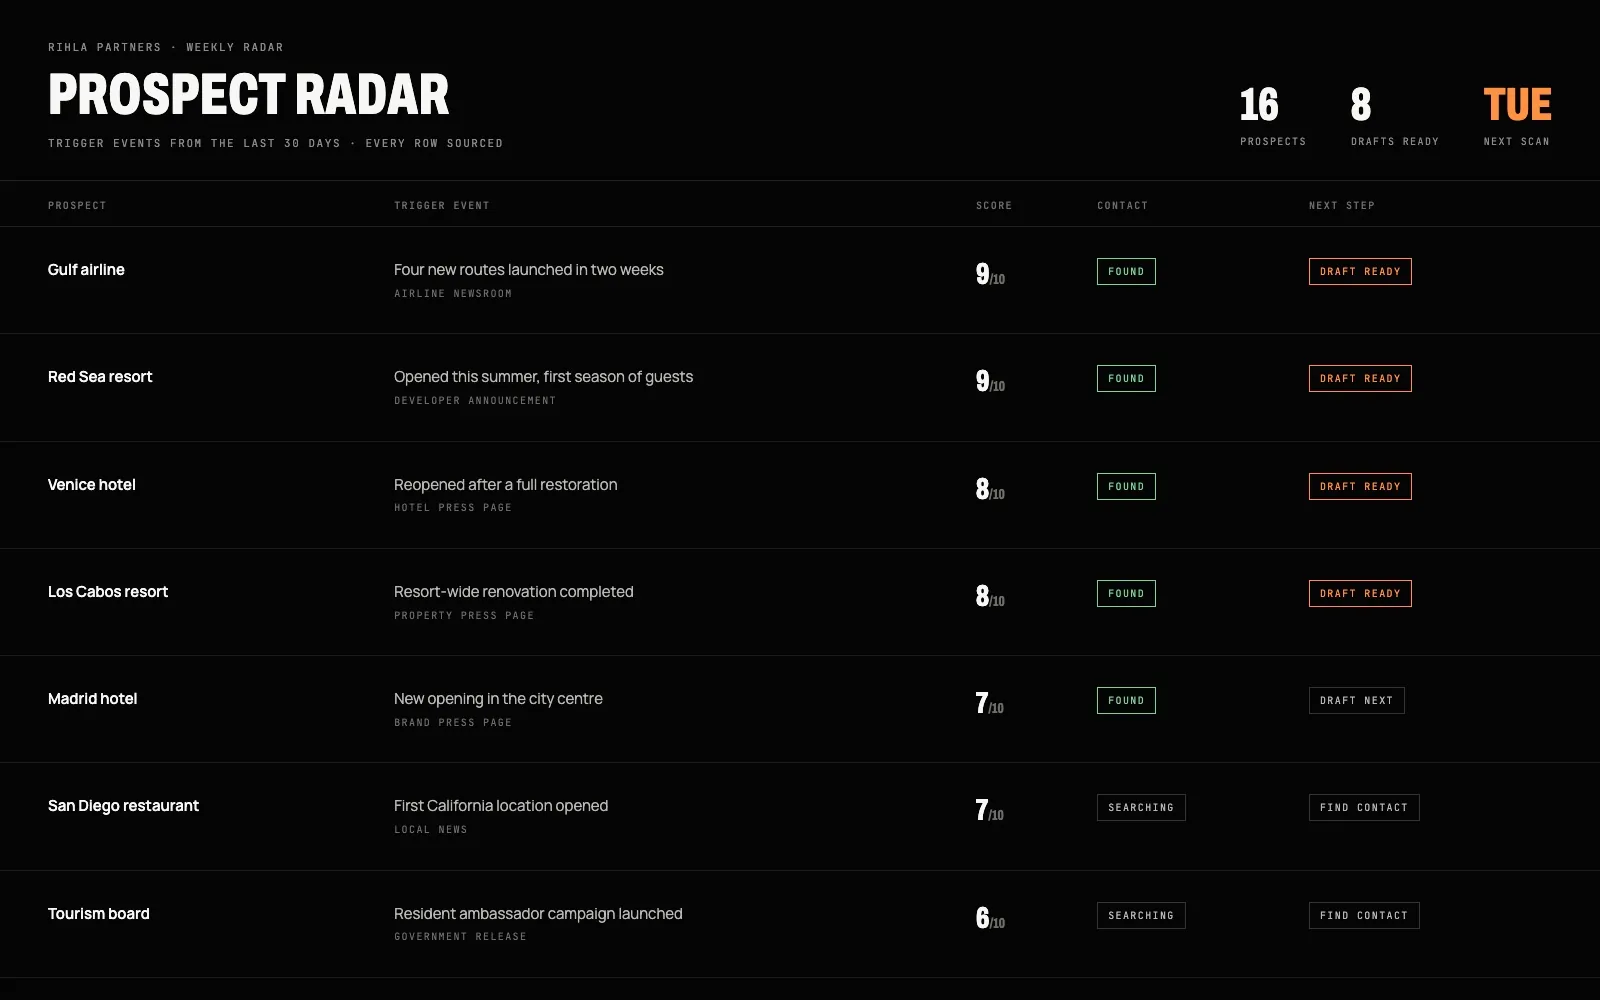 RIHLA PARTNERS · WEEKLY RADAR
PROSPECT RADAR
TRIGGER EVENTS FROM THE LAST 30 DAYS · EVERY ROW SOURCED
16
PROSPECTS
8
DRAFTS READY
TUE
NEXT SCAN
PROSPECT TRIGGER EVENT SCORE CONTACT NEXT STEP
Gulf airline Four new routes launched in two weeks 9/10 FOUND DRAFT READY
AIRLINE NEWSROOM
Red Sea resort Opened this summer, first season of guests 9/10 FOUND DRAFT READY
DEVELOPER ANNOUNCEMENT
Venice hotel Reopened after a full restoration 8/10 FOUND DRAFT READY
HOTEL PRESS PAGE
Los Cabos resort Resort-wide renovation completed 8/10 FOUND DRAFT READY
PROPERTY PRESS PAGE
Madrid hotel New opening in the city centre 7/10 FOUND DRAFT NEXT
BRAND PRESS PAGE
San Diego restaurant First California location opened 7/10 SEARCHING FIND CONTACT
LOCAL NEWS
Tourism board Resident ambassador campaign launched 6/10 SEARCHING FIND CONTACT
GOVERNMENT RELEASE